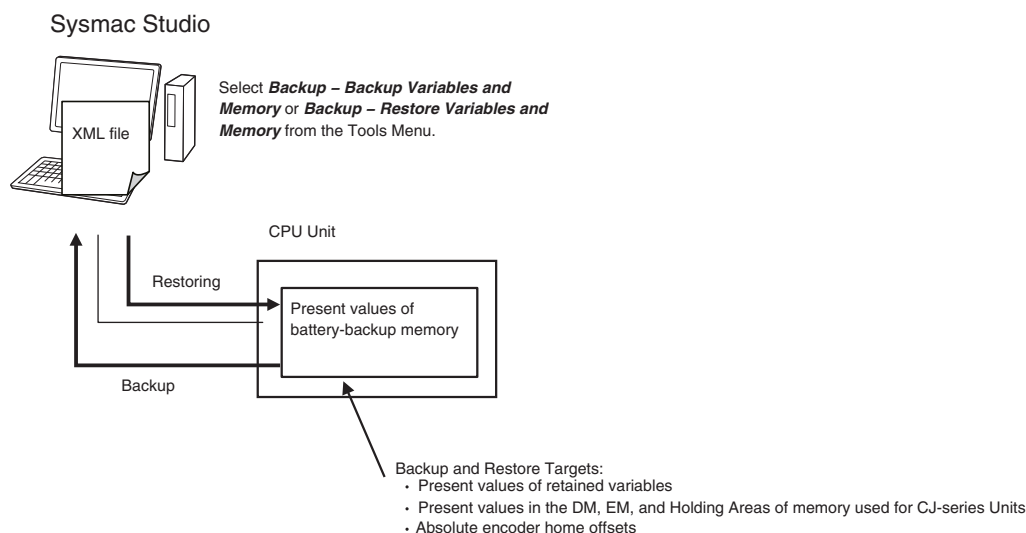 Sysmac Studio
XML file
Select Backup – Backup Variables and
Memory or Backup – Restore Variables and
Memory from the Tools Menu.
CPU Unit
Restoring
Present values of
battery-backup memory
Backup
Backup and Restore Targets:
• Present values of retained variables
• Present values in the DM, EM, and Holding Areas of memory used for CJ-series Units
• Absolute encoder home offsets